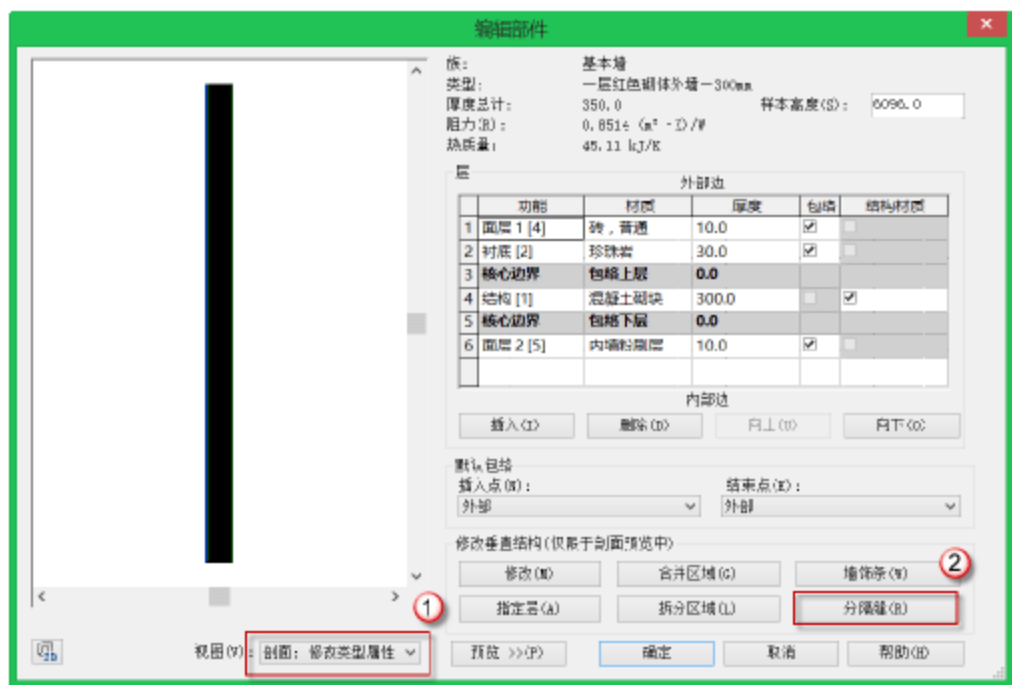 编辑部件
族: 基本墙
类型: 一层红色砌体外墙-300mm
厚度总计: 350.0 样本高度(S): 6096.0
阻力(R): 0.8514 (m²·K)/W
热质量: 45.11 kJ/K
层
外部边
功能 材质 厚度 包络 结构材质
1 面层 1 [4] 砖，普通 10.0
2 衬底 [2] 珍珠岩 30.0
3 核心边界 包络上层 0.0
4 结构 [1] 混凝土砌块 300.0
5 核心边界 包络下层 0.0
6 面层 2 [5] 内墙粉刷层 10.0
内部边
插入(I) 删除(D) 向上(U) 向下(O)
默认包络
插入点(N): 结束点(E):
外部 外部
修改垂直结构(仅限于剖面预览中)
修改(M) 合并区域(G) 墙饰条(W) 2
指定层(A) 拆分区域(L) 分隔缝(R)
1
视图(V): 剖面: 修改类型属性 预览 >>(P) 确定 取消 帮助(H)